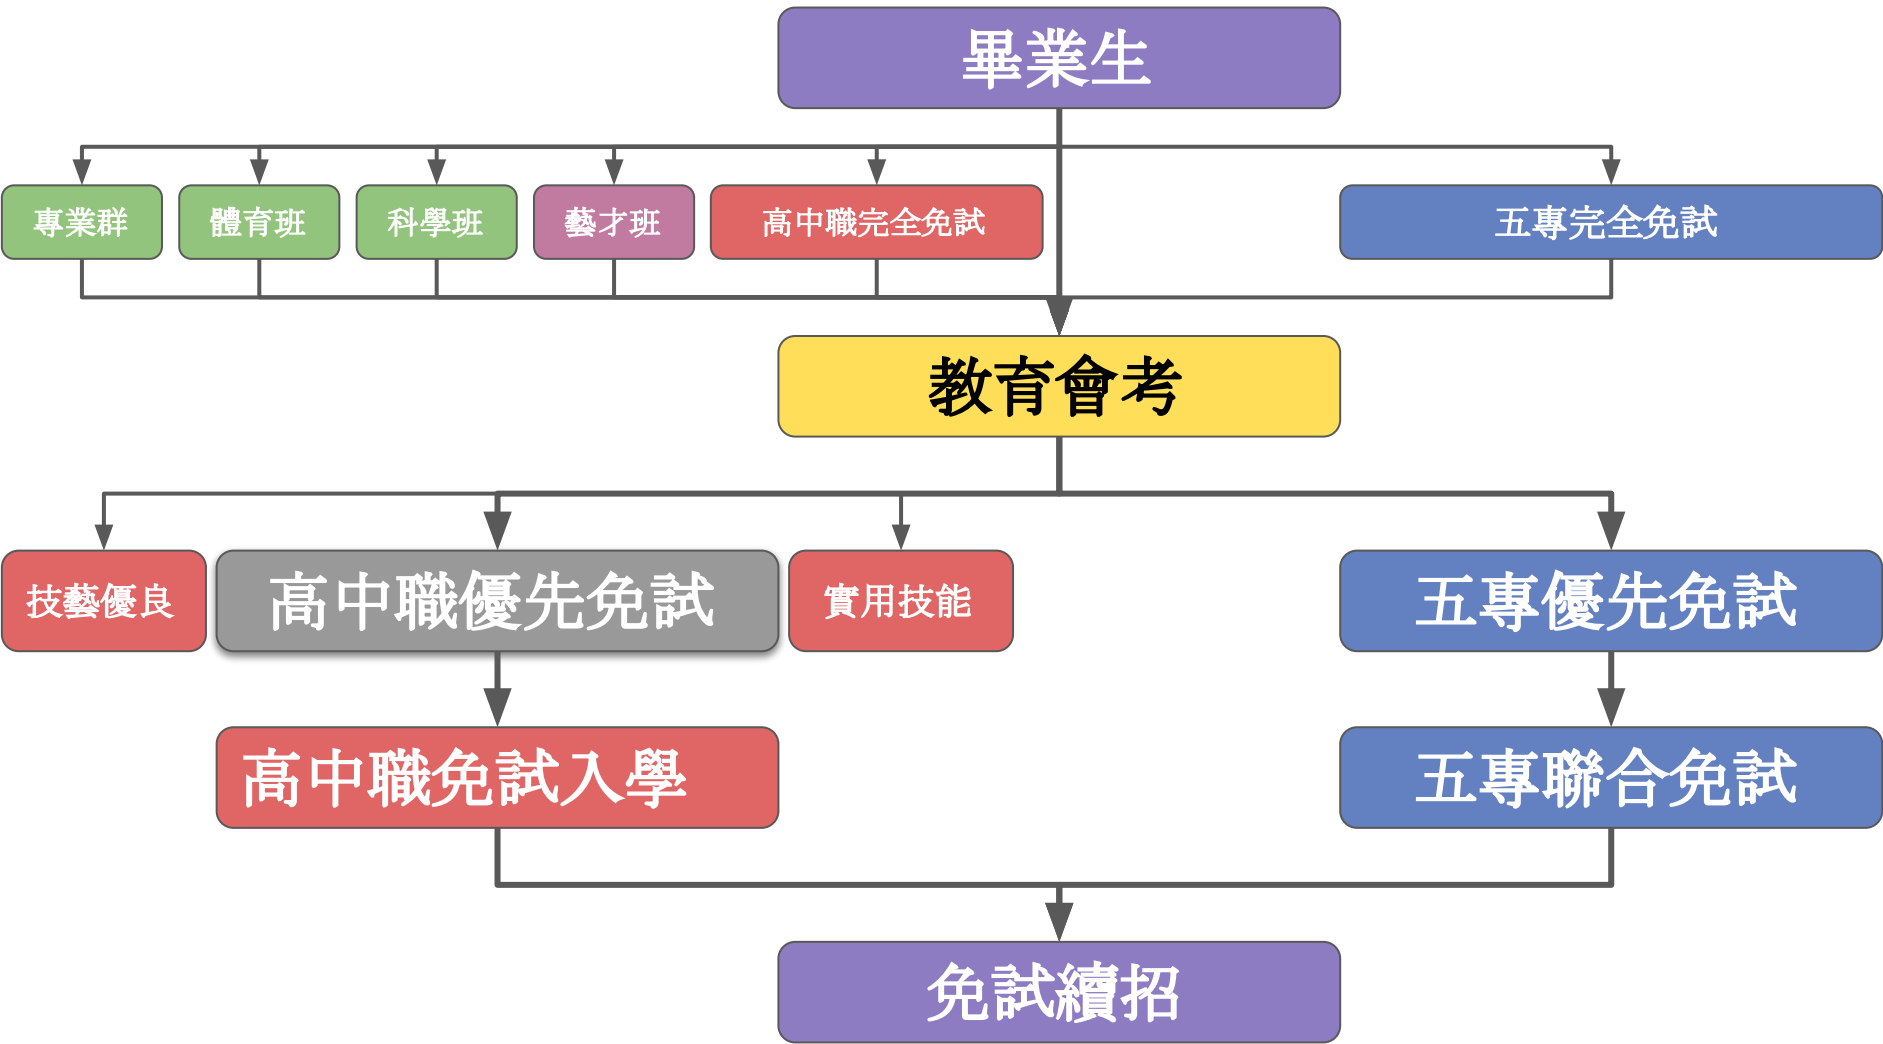 畢業生
專業群
體育班
科學班
藝才班
高中職完全免試
五專完全免試
教育會考
技藝優良
高中職優先免試
實用技能
五專優先免試
高中職免試入學
五專聯合免試
免試續招